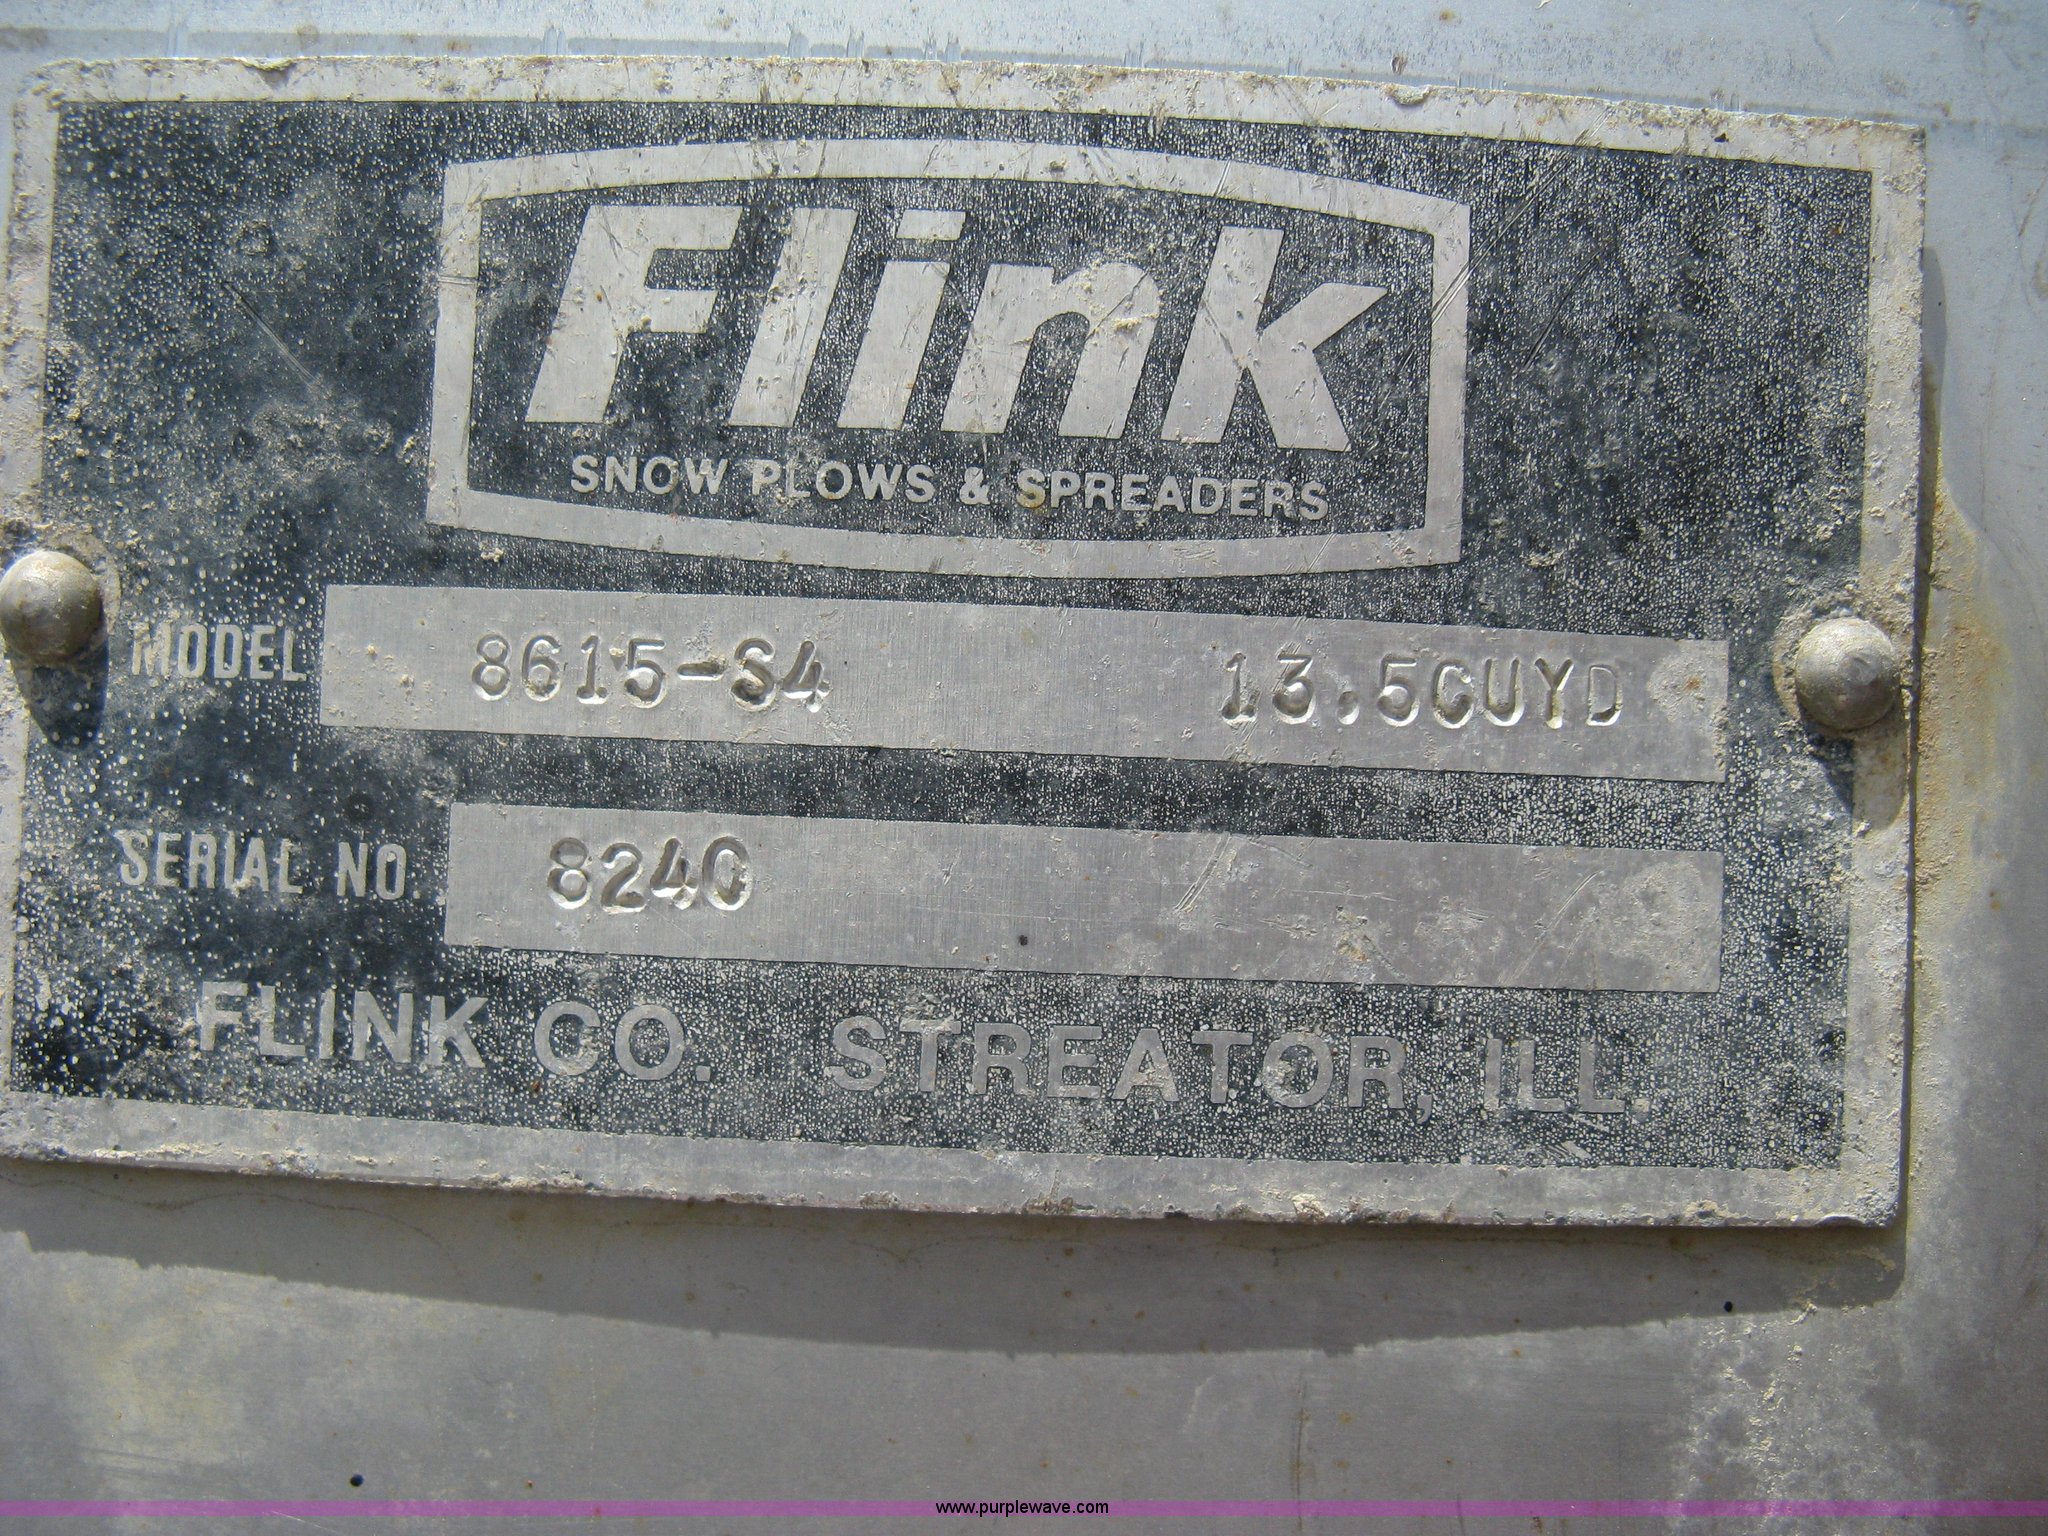 Flink
SNOW PLOWS & SPREADERS
MODEL 8615-S4 13.5CUYD
SERIAL NO. 8240
FLINK CO. STREATOR, ILL.
www.purplewave.com